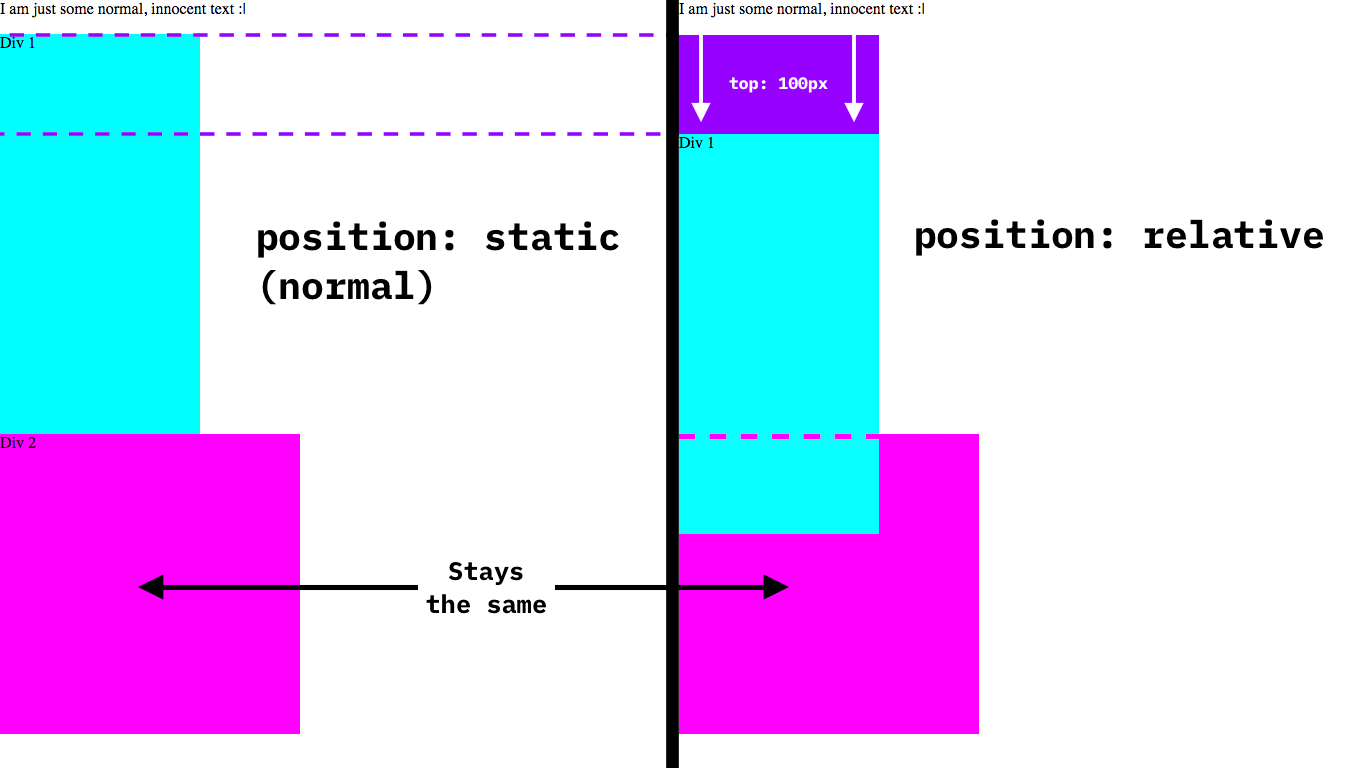 I am just some normal, innocent text :|
Div 1
position: static
(normal)
Div 2
Stays
the same
I am just some normal, innocent text :|
top: 100px
Div 1
position: relative